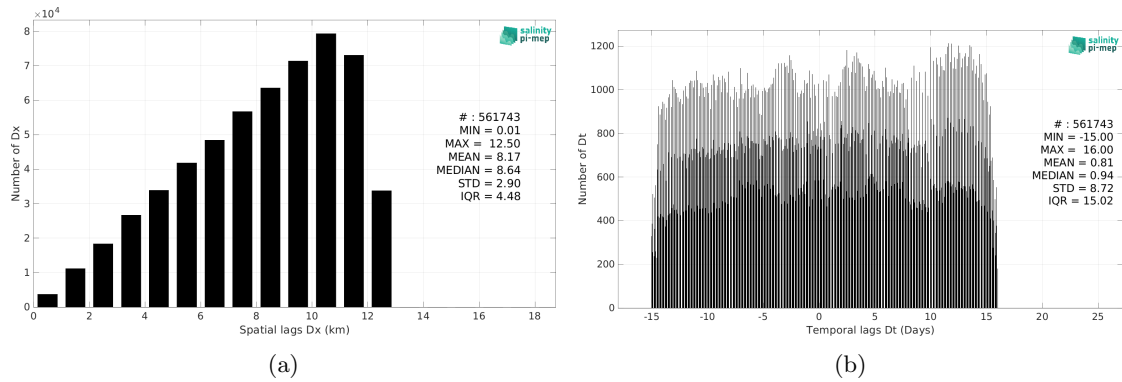 ×10⁴
salinity
pi-mep
8
7
6
5
4
3
2
1
0
Number of Dx
# : 561743
MIN = 0.01
MAX = 12.50
MEAN = 8.17
MEDIAN = 8.64
STD = 2.90
IQR = 4.48
0 2 4 6 8 10 12 14 16 18
Spatial lags Dx (km)
(a)
salinity
pi-mep
1200
1000
800
600
400
200
0
Number of Dt
# : 561743
MIN = -15.00
MAX = 16.00
MEAN = 0.81
MEDIAN = 0.94
STD = 8.72
IQR = 15.02
-15 -10 -5 0 5 10 15 20 25
Temporal lags Dt (Days)
(b)